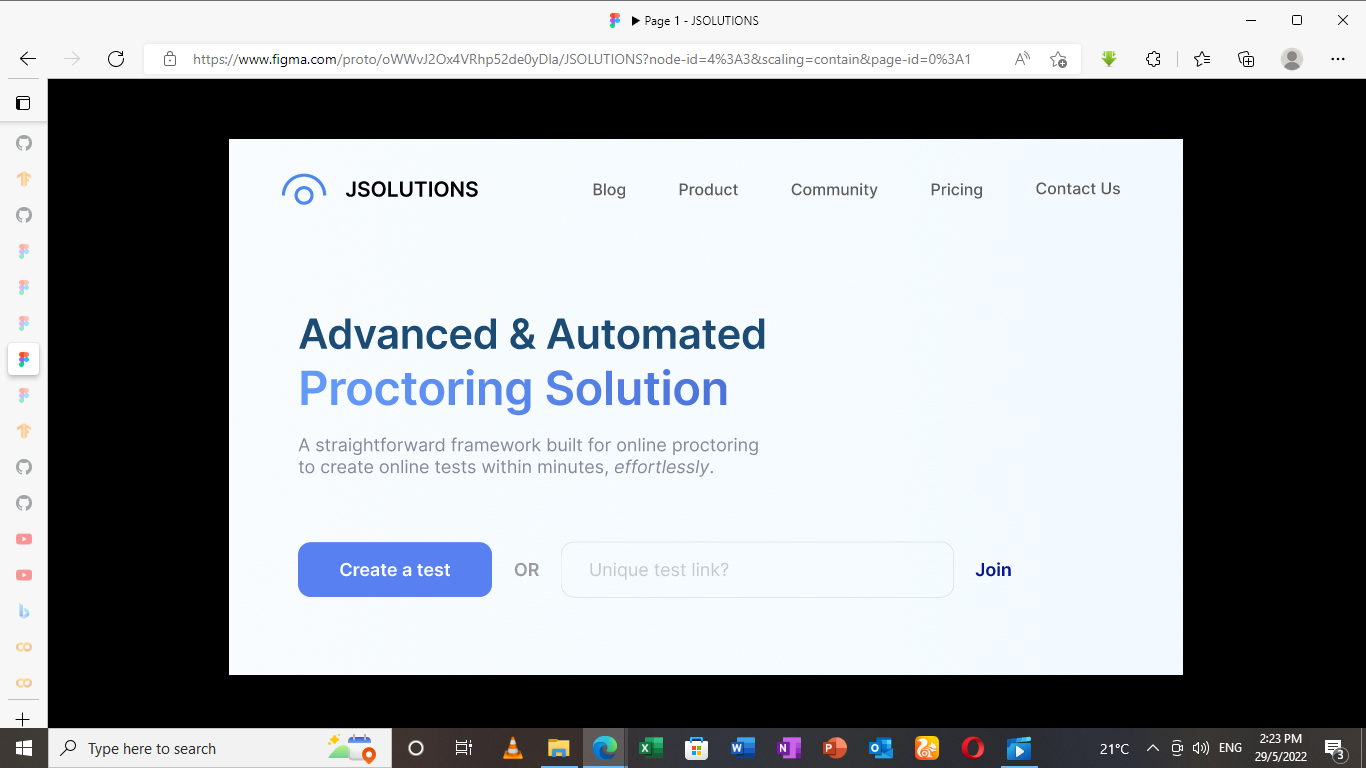 Page 1 - JSOLUTIONS
https://www.figma.com/proto/oWWvJ2Ox4VRhp52de0yDla/JSOLUTIONS?node-id=4%3A3&scaling=contain&page-id=0%3A1
JSOLUTIONS
Blog
Product
Community
Pricing
Contact Us
Advanced & Automated
Proctoring Solution
A straightforward framework built for online proctoring
to create online tests within minutes, effortlessly.
Create a test
OR
Unique test link?
Join
Type here to search
21°C
ENG
2:23 PM
29/5/2022
3